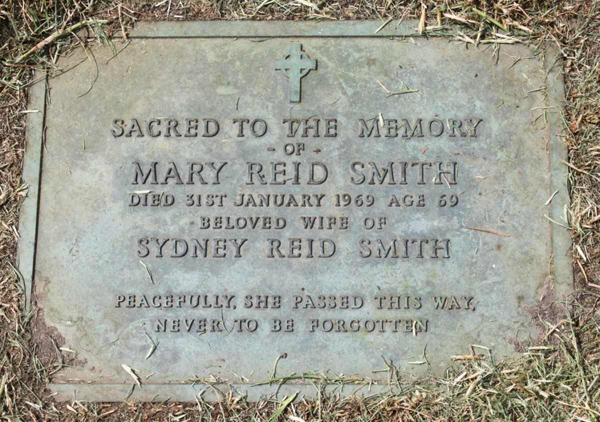 SACRED TO THE MEMORY
- OF -
MARY REID SMITH
DIED 31ST JANUARY 1969 AGE 69
BELOVED WIFE OF
SYDNEY REID SMITH
PEACEFULLY, SHE PASSED THIS WAY,
NEVER TO BE FORGOTTEN